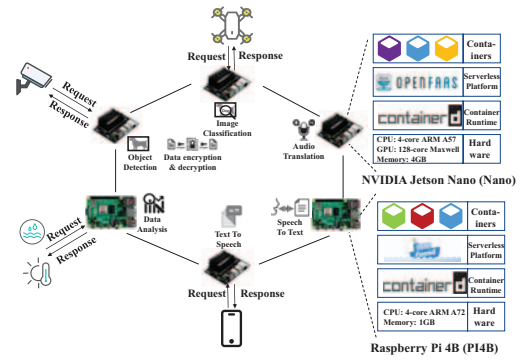 Request
Response
Request
Response
Image
Classification
Object
Detection
Data encryption
& decryption
Audio
Translation
Conta-
iners
OPENFAAS
Serverless
Platform
containerd
Container
Runtime
CPU: 4-core ARM A57
GPU: 128-core Maxwell
Memory: 4GB
Hard
ware
NVIDIA Jetson Nano (Nano)
Data
Analysis
Text To
Speech
Speech
To Text
Request
Response
Request
Response
Conta-
iners
Serverless
Platform
containerd
Container
Runtime
CPU: 4-core ARM A72
Memory: 1GB
Hard
ware
Raspberry Pi 4B (PI4B)